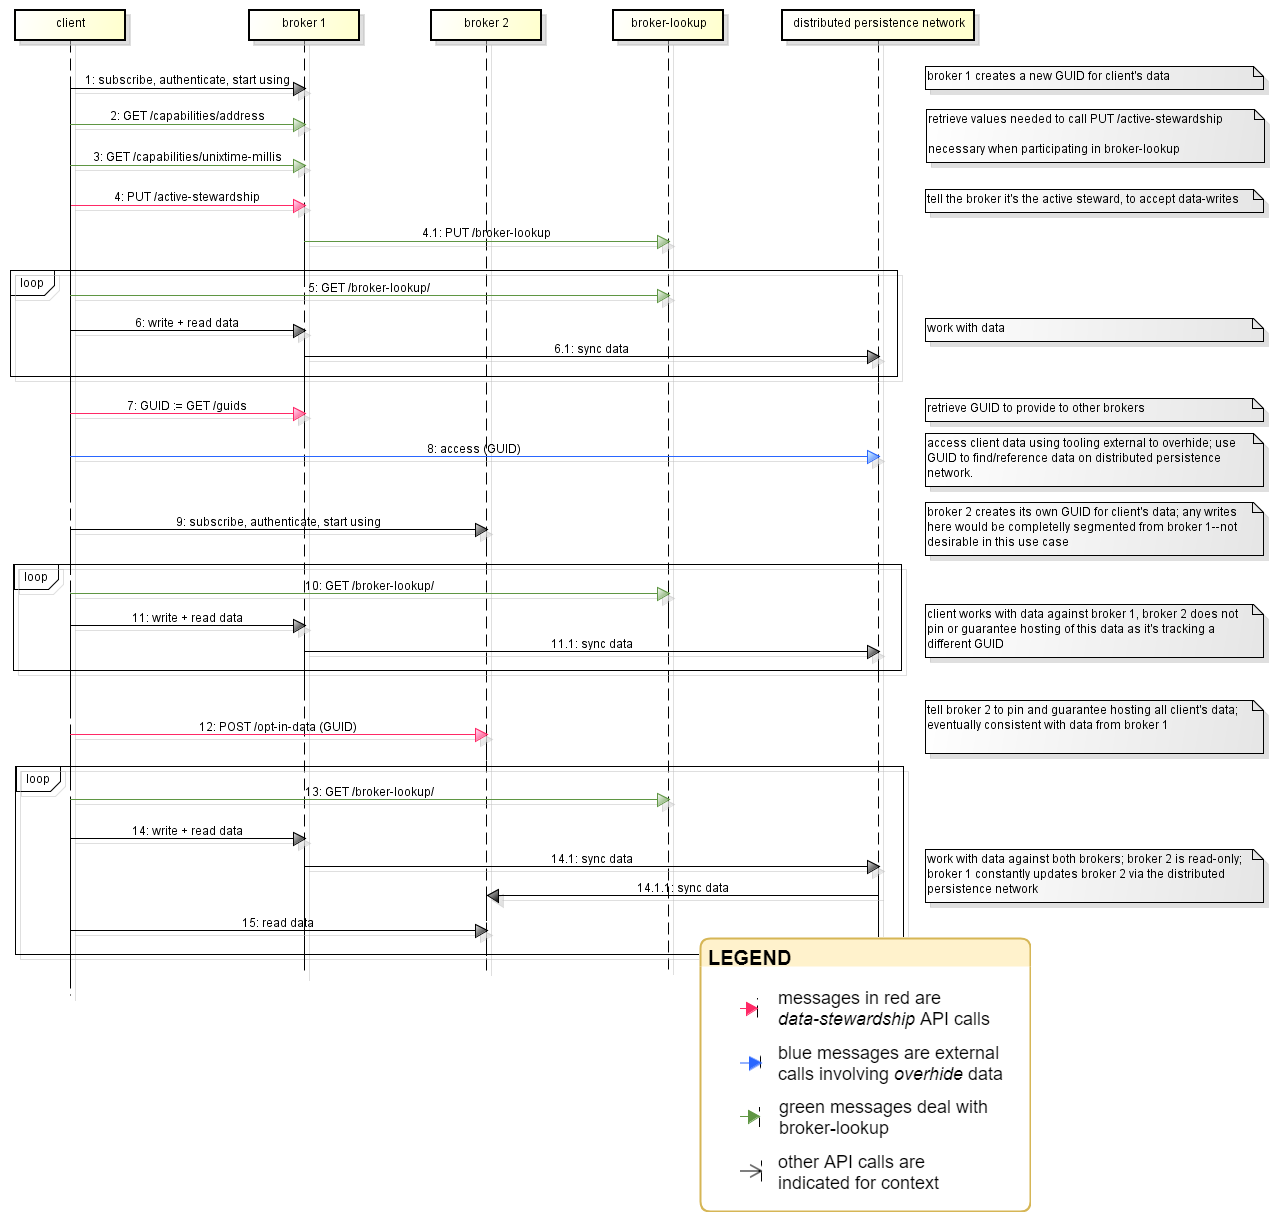 client
broker 1
broker 2
broker-lookup
distributed persistence network
1: subscribe, authenticate, start using
broker 1 creates a new GUID for client's data
2: GET /capabilities/address
retrieve values needed to call PUT /active-stewardship
necessary when participating in broker-lookup
3: GET /capabilities/unixtime-millis
4: PUT /active-stewardship
tell the broker it's the active steward, to accept data-writes
4.1: PUT /broker-lookup
loop
5: GET /broker-lookup/
6: write + read data
work with data
6.1: sync data
7: GUID := GET /guids
retrieve GUID to provide to other brokers
8: access (GUID)
access client data using tooling external to overhide; use
GUID to find/reference data on distributed persistence
network.
9: subscribe, authenticate, start using
broker 2 creates its own GUID for client's data; any writes
here would be completelly segmented from broker 1--not
desirable in this use case
loop
10: GET /broker-lookup/
11: write + read data
client works with data against broker 1, broker 2 does not
pin or guarantee hosting of this data as it's tracking a
different GUID
11.1: sync data
12: POST /opt-in-data (GUID)
tell broker 2 to pin and guarantee hosting all client's data;
eventually consistent with data from broker 1
loop
13: GET /broker-lookup/
14: write + read data
14.1: sync data
work with data against both brokers; broker 2 is read-only;
broker 1 constantly updates broker 2 via the distributed
persistence network
14.1.1: sync data
15: read data
LEGEND
messages in red are
data-stewardship API calls
blue messages are external
calls involving overhide data
green messages deal with
broker-lookup
other API calls are
indicated for context